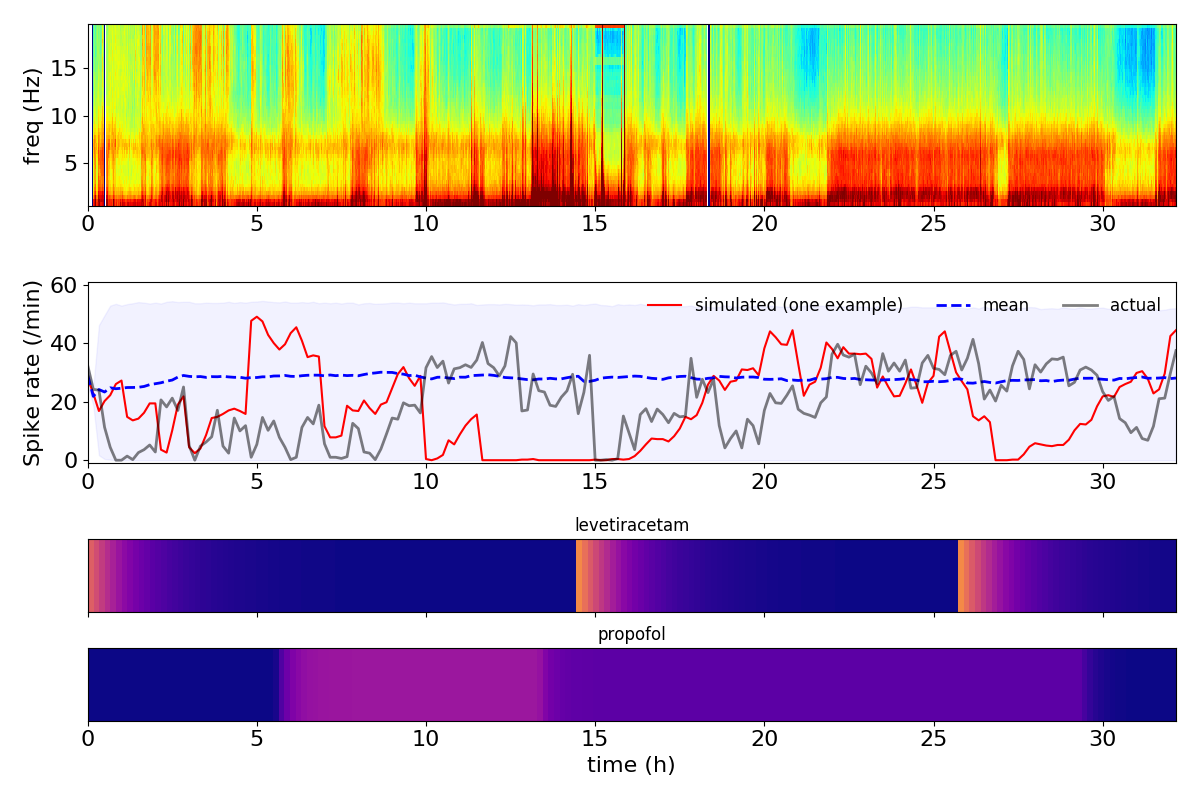 freq (Hz)
15
10
5
0 5 10 15 20 25 30
Spike rate (/min)
60
40
20
0
simulated (one example) mean actual
0 5 10 15 20 25 30
levetiracetam
propofol
0 5 10 15 20 25 30
time (h)